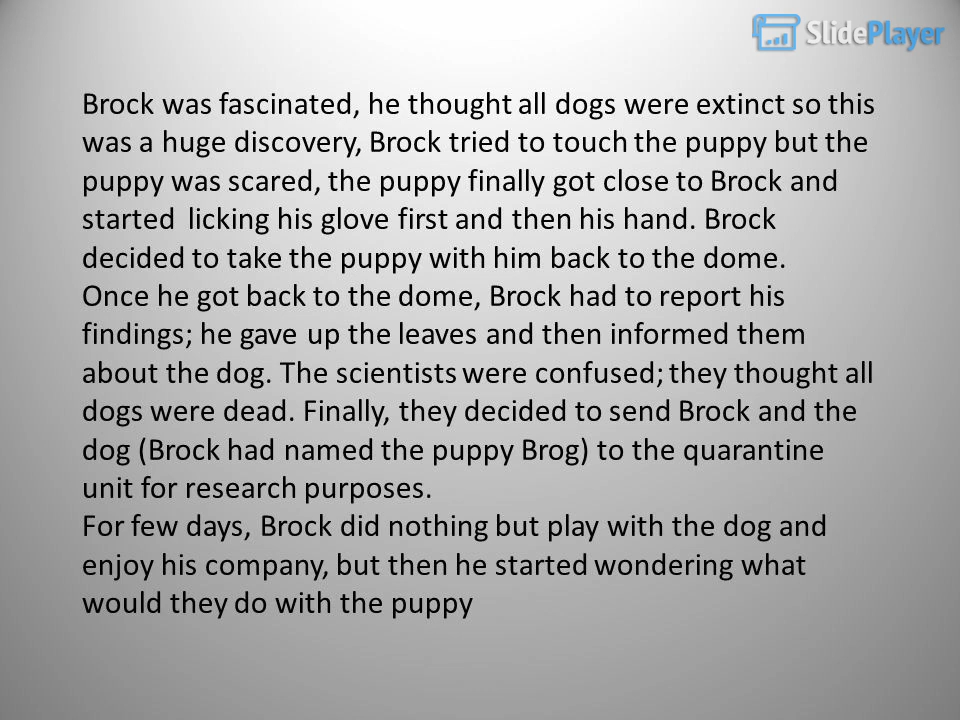 SlidePlayer
Brock was fascinated, he thought all dogs were extinct so this
was a huge discovery, Brock tried to touch the puppy but the
puppy was scared, the puppy finally got close to Brock and
started licking his glove first and then his hand. Brock
decided to take the puppy with him back to the dome.
Once he got back to the dome, Brock had to report his
findings; he gave up the leaves and then informed them
about the dog. The scientists were confused; they thought all
dogs were dead. Finally, they decided to send Brock and the
dog (Brock had named the puppy Brog) to the quarantine
unit for research purposes.
For few days, Brock did nothing but play with the dog and
enjoy his company, but then he started wondering what
would they do with the puppy